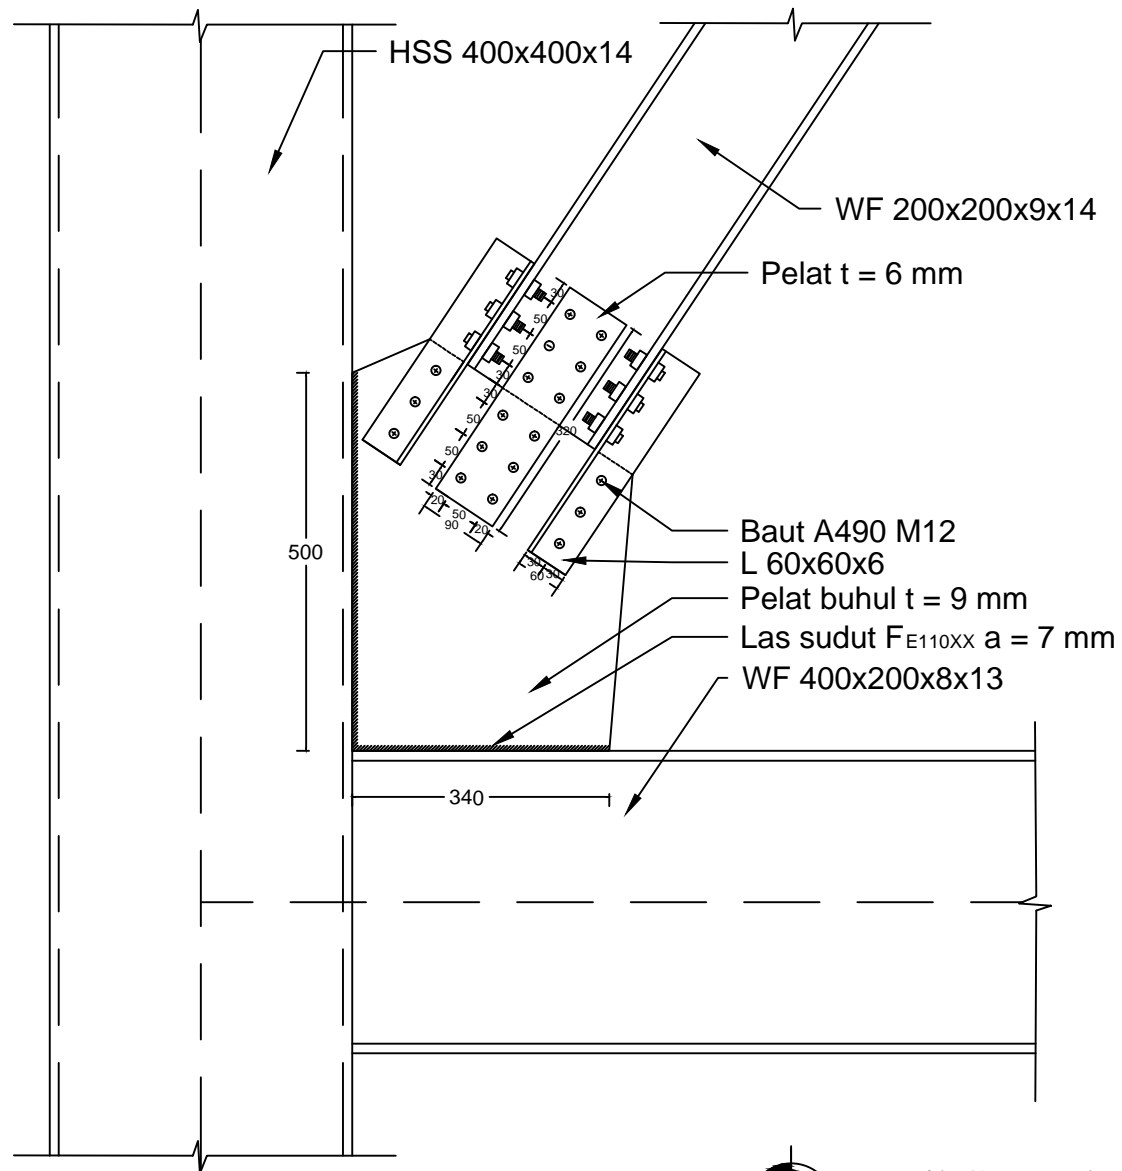 HSS 400x400x14
WF 200x200x9x14
Pelat t = 6 mm
30
50
50
30
30
50
50
30
320
20
50
20
90
30
30
60
500
Baut A490 M12
L 60x60x6
Pelat buhul t = 9 mm
Las sudut FE110XX a = 7 mm
WF 400x200x8x13
340